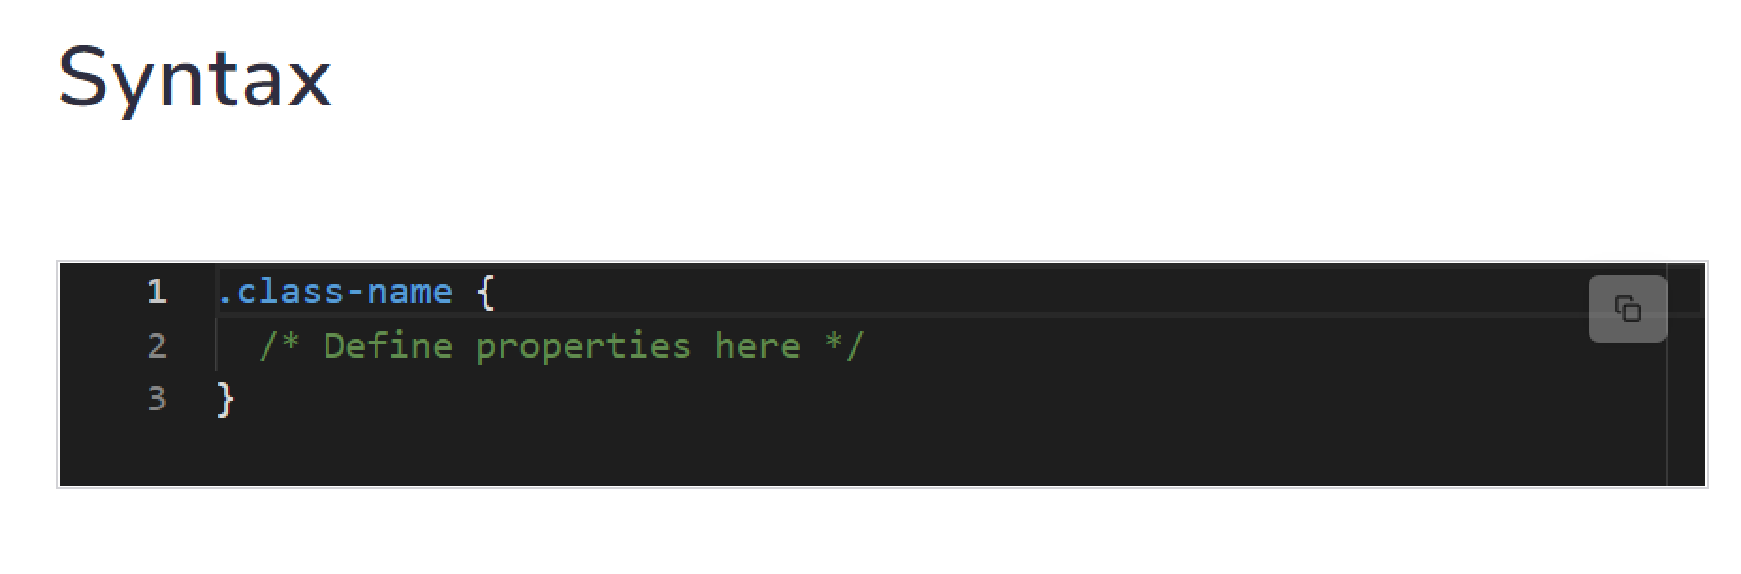 Syntax
1 .class-name {
2 /* Define properties here */
3 }